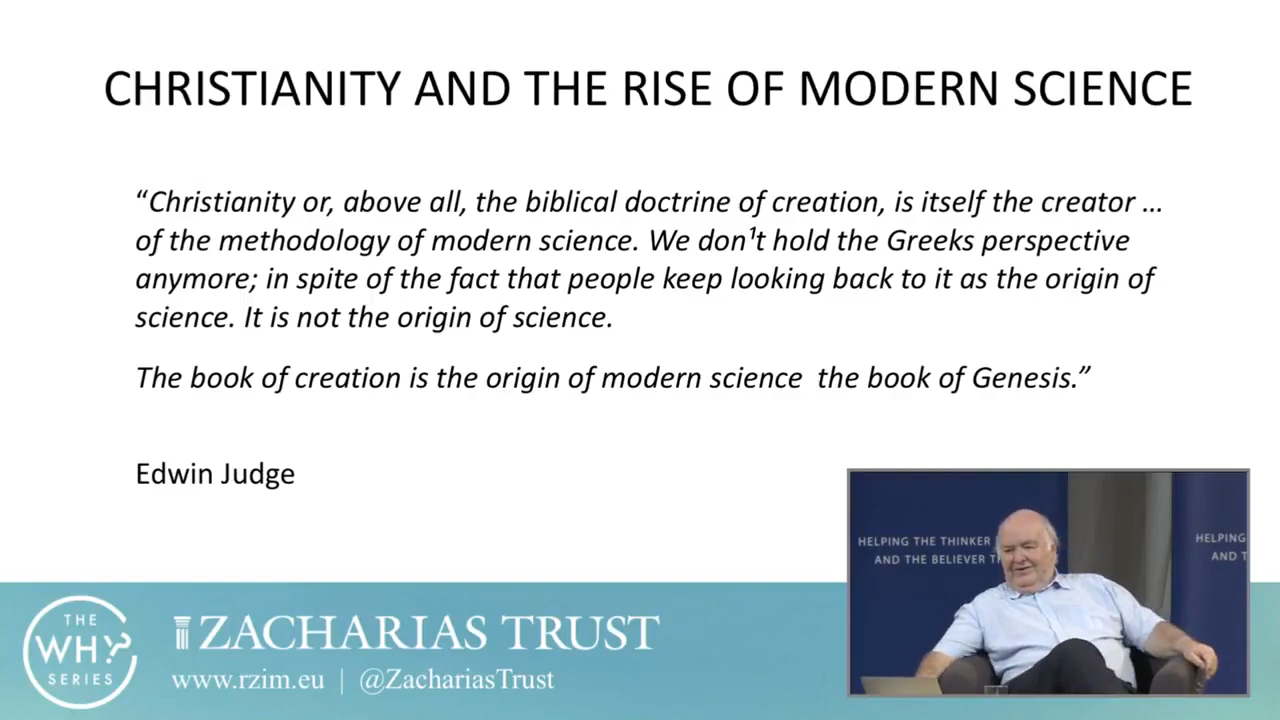 CHRISTIANITY AND THE RISE OF MODERN SCIENCE
“Christianity or, above all, the biblical doctrine of creation, is itself the creator …
of the methodology of modern science. We don¹t hold the Greeks perspective
anymore; in spite of the fact that people keep looking back to it as the origin of
science. It is not the origin of science.
The book of creation is the origin of modern science  the book of Genesis.”
Edwin Judge
HELPING THE THINKER
AND THE BELIEVER
HELPING
AND T
THE
WHY?
SERIES
ZACHARIAS TRUST
www.rzim.eu | @ZachariasTrust